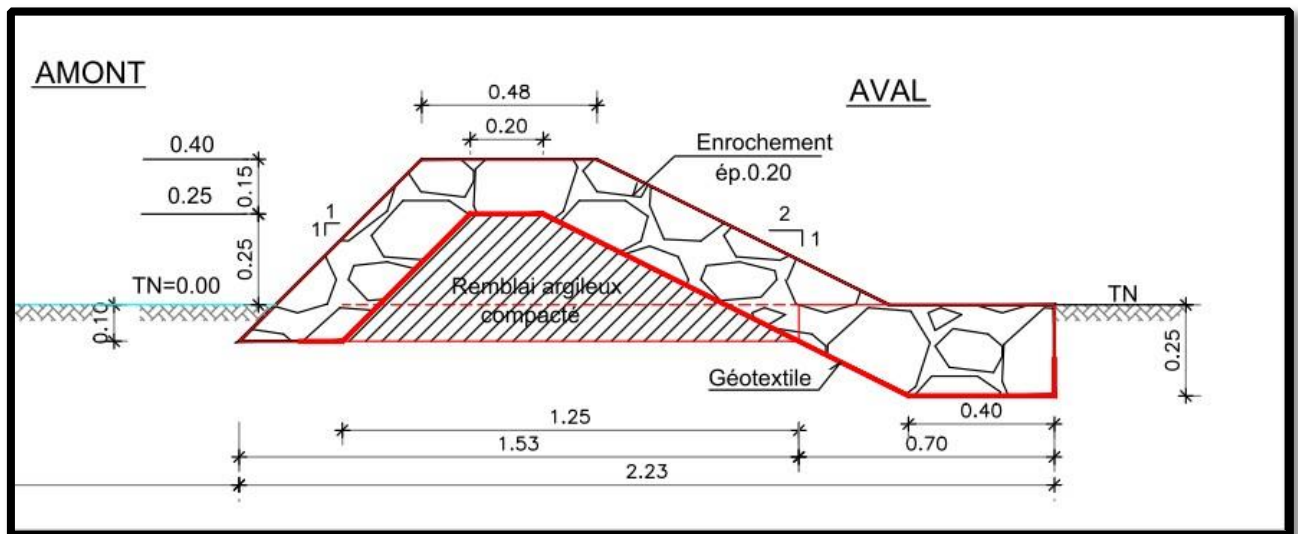 AMONT
AVAL
0.48
0.20
0.40
0.15
Enrochement
ép.0.20
0.25
1
1
2
1
0.25
TN=0.00
TN
0.10
Remblai argileux
compacté
0.25
Géotextile
0.40
1.25
1.53
0.70
2.23